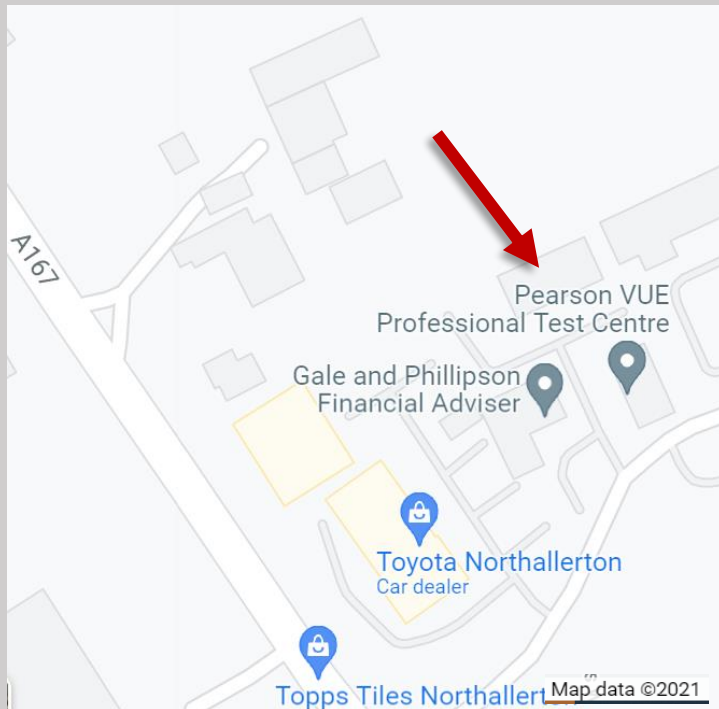 A167
Pearson VUE
Professional Test Centre
Gale and Phillipson
Financial Adviser
Toyota Northallerton
Car dealer
Topps Tiles Northallert
Map data ©2021